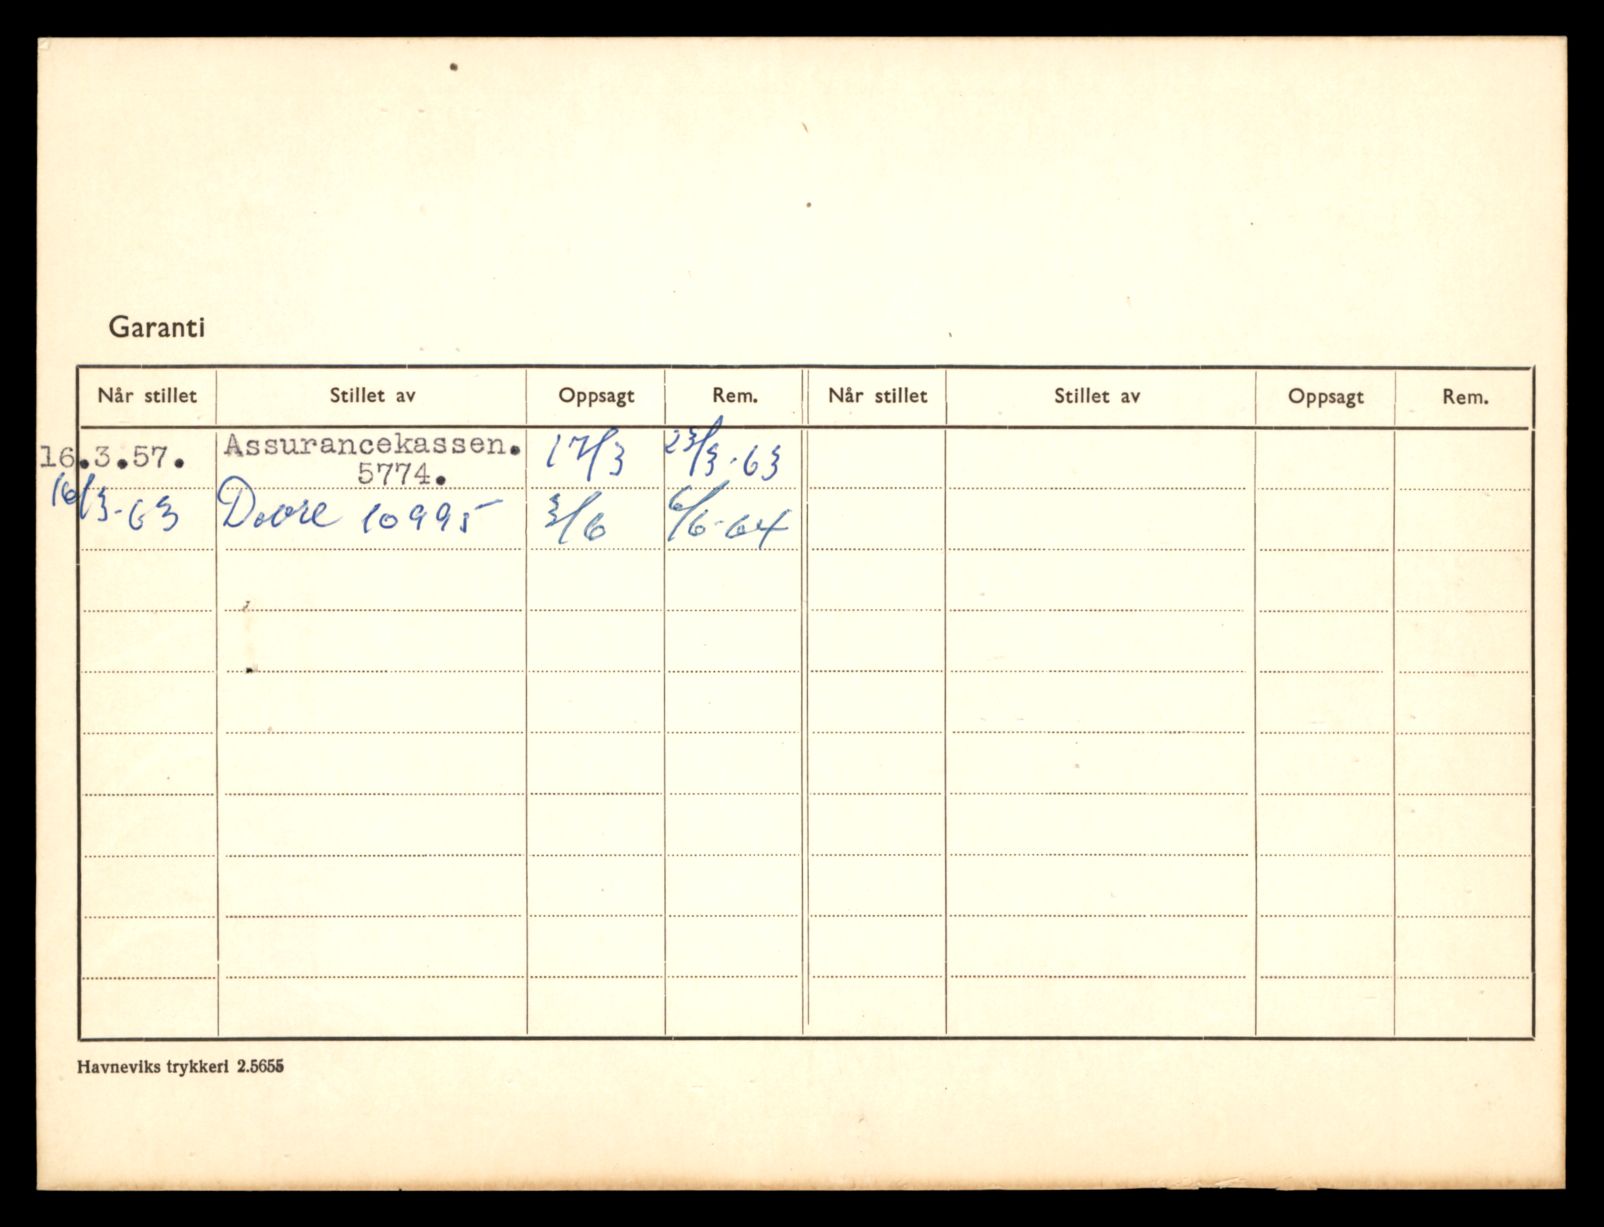 Garanti
Når stillet Stillet av Oppsagt Rem. Når stillet Stillet av Oppsagt Rem.
16.3.57. Assurancekassen. 17/3 23/3-63
5774.
16/3-63 Dovre 10995 3/6 6/6-64
Havneviks trykkeri 2.5655